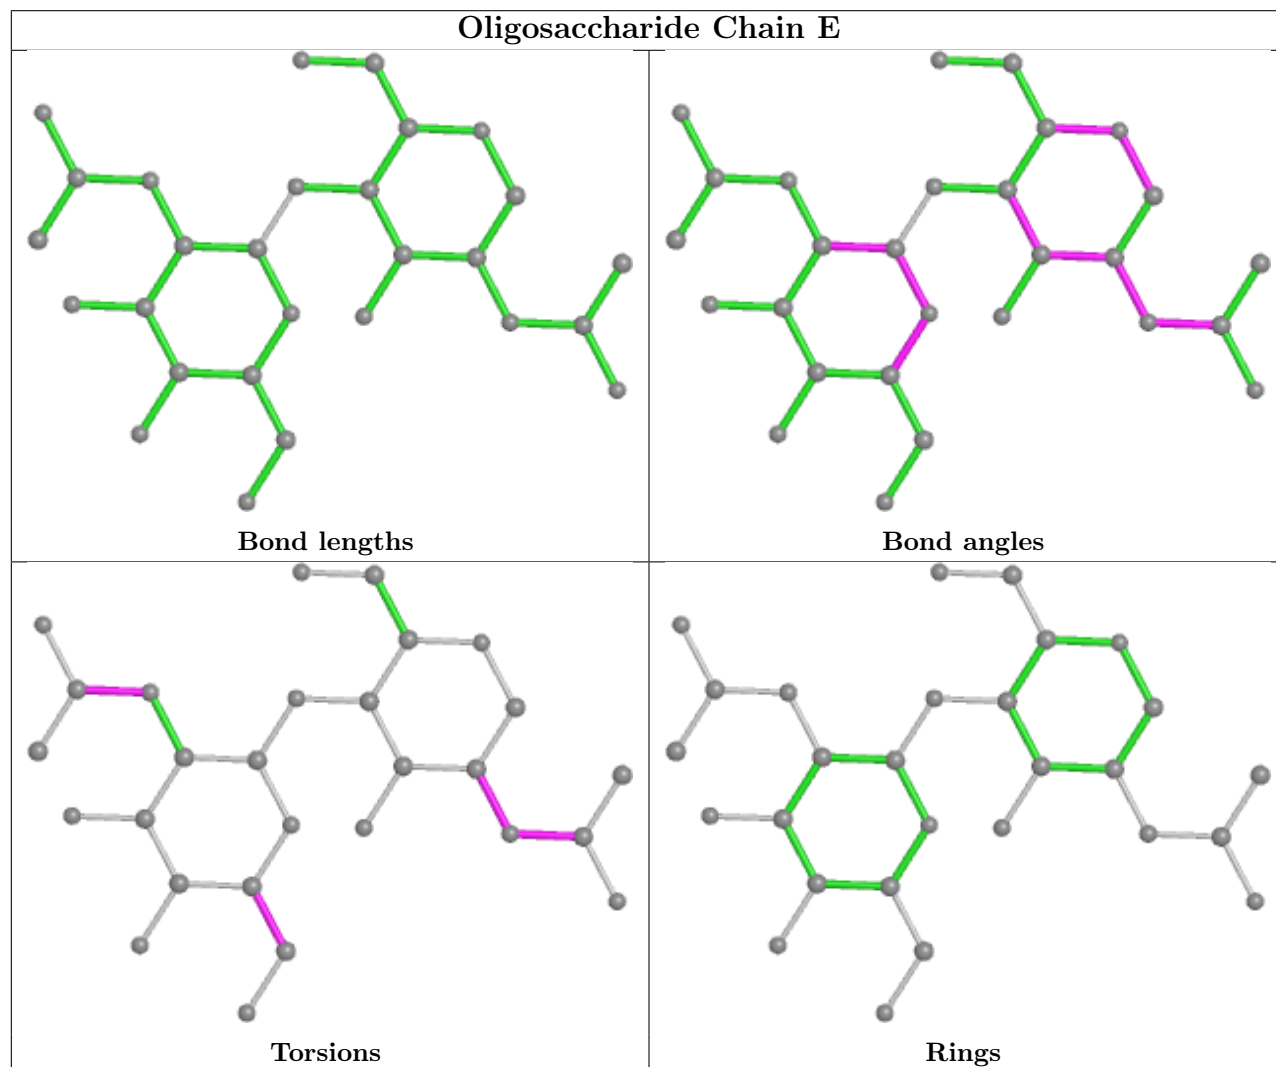 Oligosaccharide Chain E
Bond lengths
Bond angles
Torsions
Rings